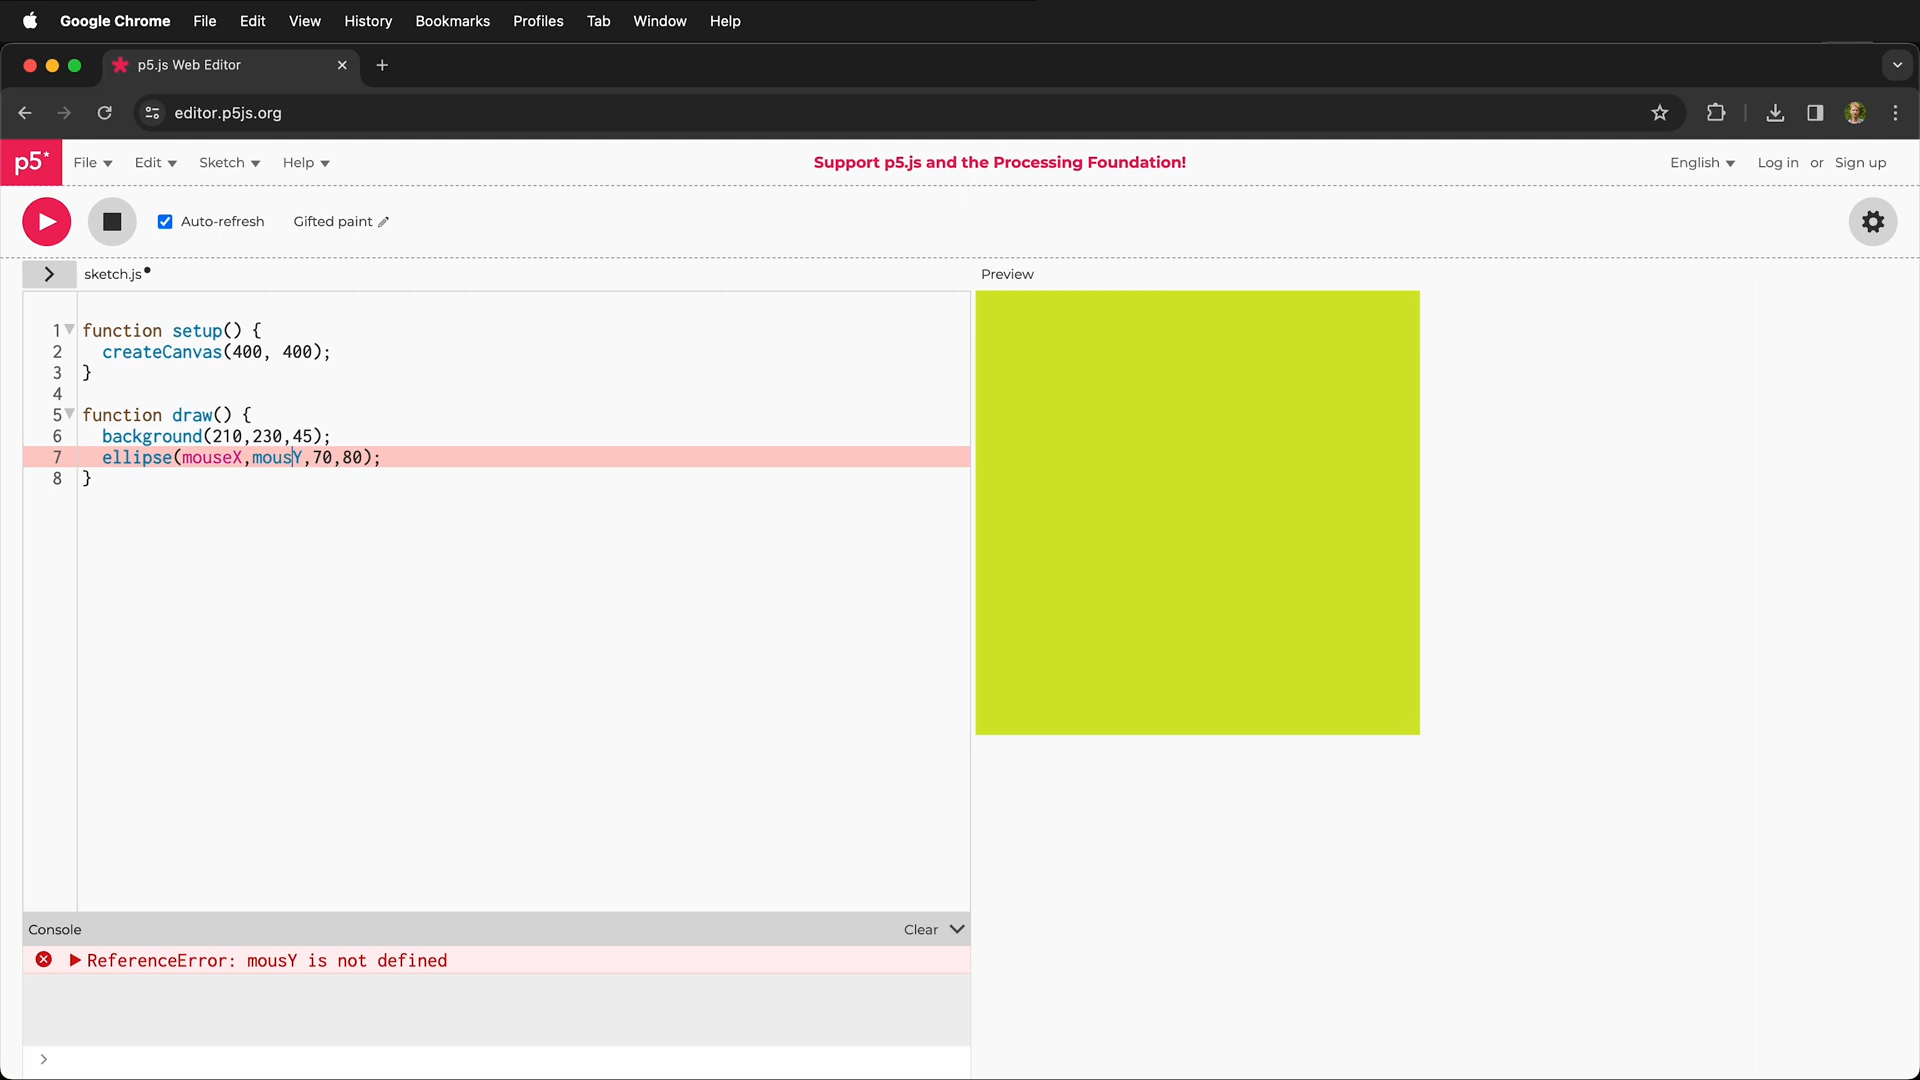 Google Chrome File Edit View History Bookmarks Profiles Tab Window Help
p5.js Web Editor
editor.p5js.org
p5* File Edit Sketch Help Support p5.js and the Processing Foundation! English Log in or Sign up
Auto-refresh Gifted paint
sketch.js
Preview
1 function setup() {
2 createCanvas(400, 400);
3 }
4
5 function draw() {
6 background(210,230,45);
7 ellipse(mouseX,mousY,70,80);
8 }
Console Clear
ReferenceError: mousY is not defined
>